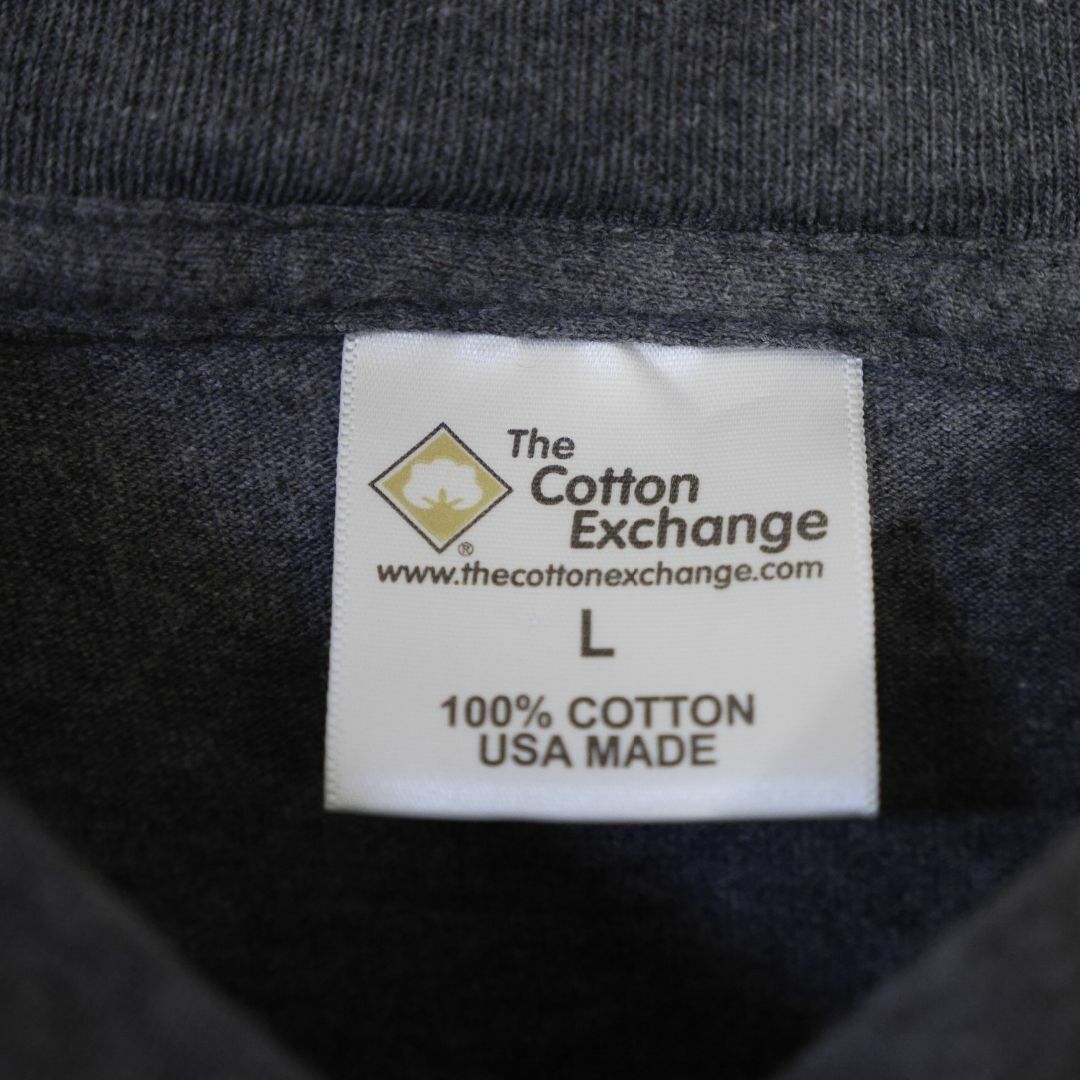 The
Cotton
Exchange
®
www.thecottonexchange.com
L
100% COTTON
USA MADE